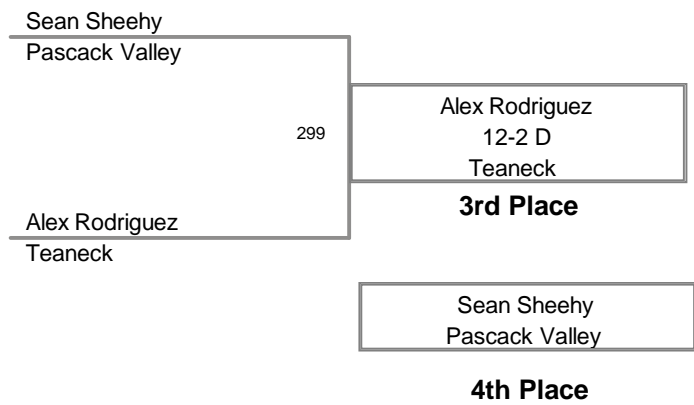 Sean Sheehy
Pascack Valley
299
Alex Rodriguez
12-2 D
Teaneck
3rd Place
Alex Rodriguez
Teaneck
Sean Sheehy
Pascack Valley
4th Place